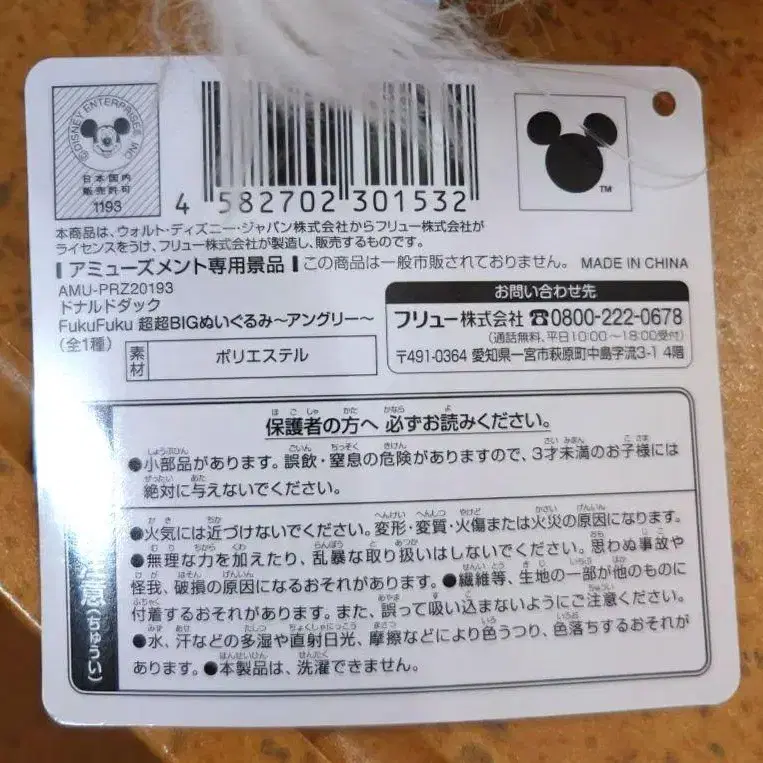 ©DISNEY ENTERPRISES INC
日本国内
販売許可
1193
4 582702 301532
TM
本商品は、ウォルト・ディズニー・ジャパン株式会社からフリュー株式会社が
ライセンスをうけ、フリュー株式会社が製造し、販売するものです。
アミューズメント専用景品 この商品は一般市販されておりません。 MADE IN CHINA
AMU-PRZ20193
ドナルドダック
FukuFuku 超超BIGぬいぐるみ～アングリー～
(全1種)
素材 ポリエステル
お問い合わせ先
フリュー株式会社 ☎0800-222-0678
(通話無料、平日10:00～18:00受付)
〒491-0364 愛知県一宮市萩原町中島字流3-1 4階
保護者の方へ 必ずお読みください。
●小部品があります。誤飲・窒息の危険がありますので、3才未満のお子様には
絶対に与えないでください。
注意(ちゅうい)
●火気には近づけないでください。変形・変質・火傷または火災の原因になります。
●無理な力を加えたり、乱暴な取り扱いはしないでください。思わぬ事故や
怪我、破損の原因になるおそれがあります。●繊維等、生地の一部が他のものに
付着するおそれがあります。また、誤って吸い込まないようにご注意ください。
●水、汗などの多湿や直射日光、摩擦などにより色うつり、色落ちするおそれが
あります。●本製品は、洗濯できません。